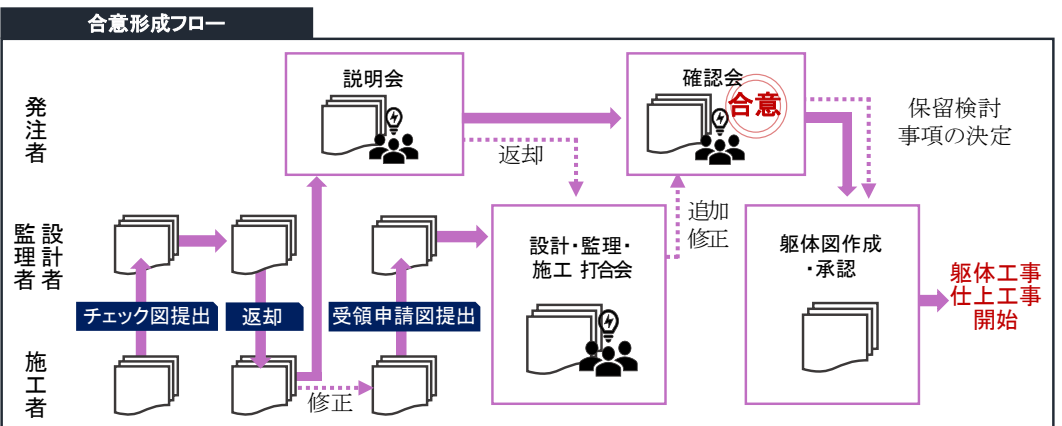 合意形成フロー
発注者
説明会
確認会
合意
保留検討
事項の決定
返却
設計者
監理者
追加
修正
設計・監理・
施工 打合会
躯体図作成
・承認
躯体工事
仕上工事
開始
チェック図提出
返却
受領申請図提出
施工者
修正